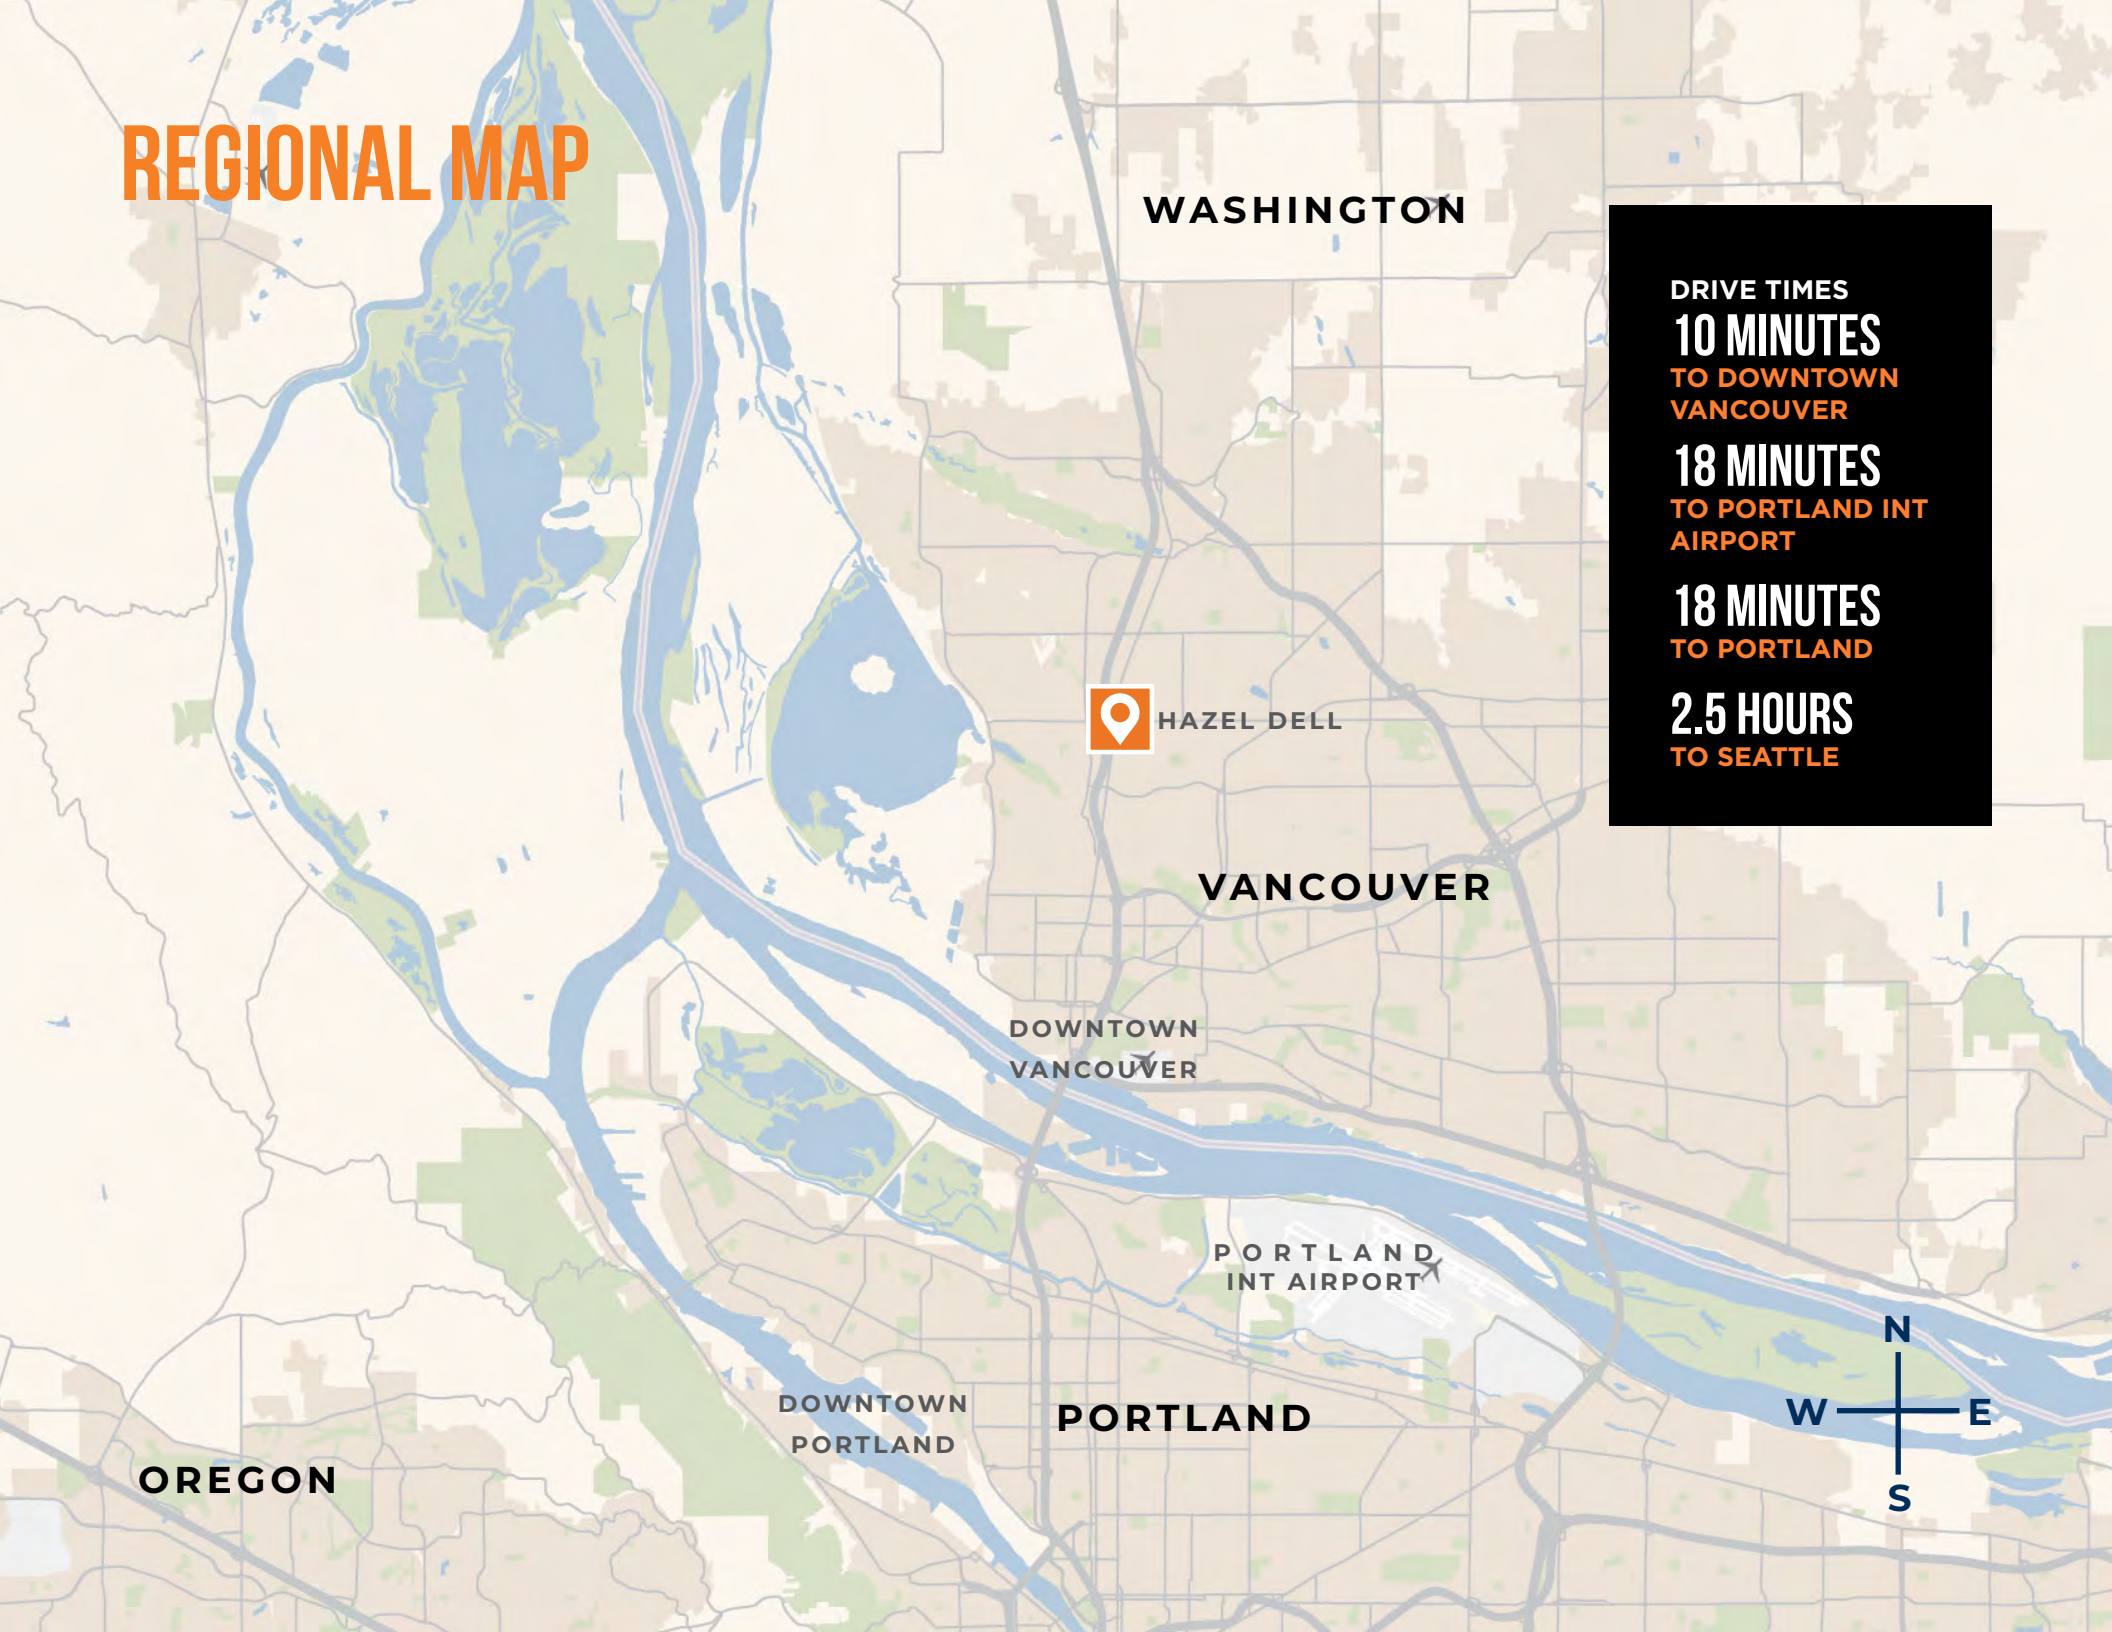 REGIONAL MAP
WASHINGTON
DRIVE TIMES
10 MINUTES
TO DOWNTOWN
VANCOUVER
18 MINUTES
TO PORTLAND INT
AIRPORT
18 MINUTES
TO PORTLAND
2.5 HOURS
TO SEATTLE
HAZEL DELL
VANCOUVER
DOWNTOWN
VANCOUVER
PORTLAND
INT AIRPORT
N
W
E
S
DOWNTOWN
PORTLAND
PORTLAND
OREGON